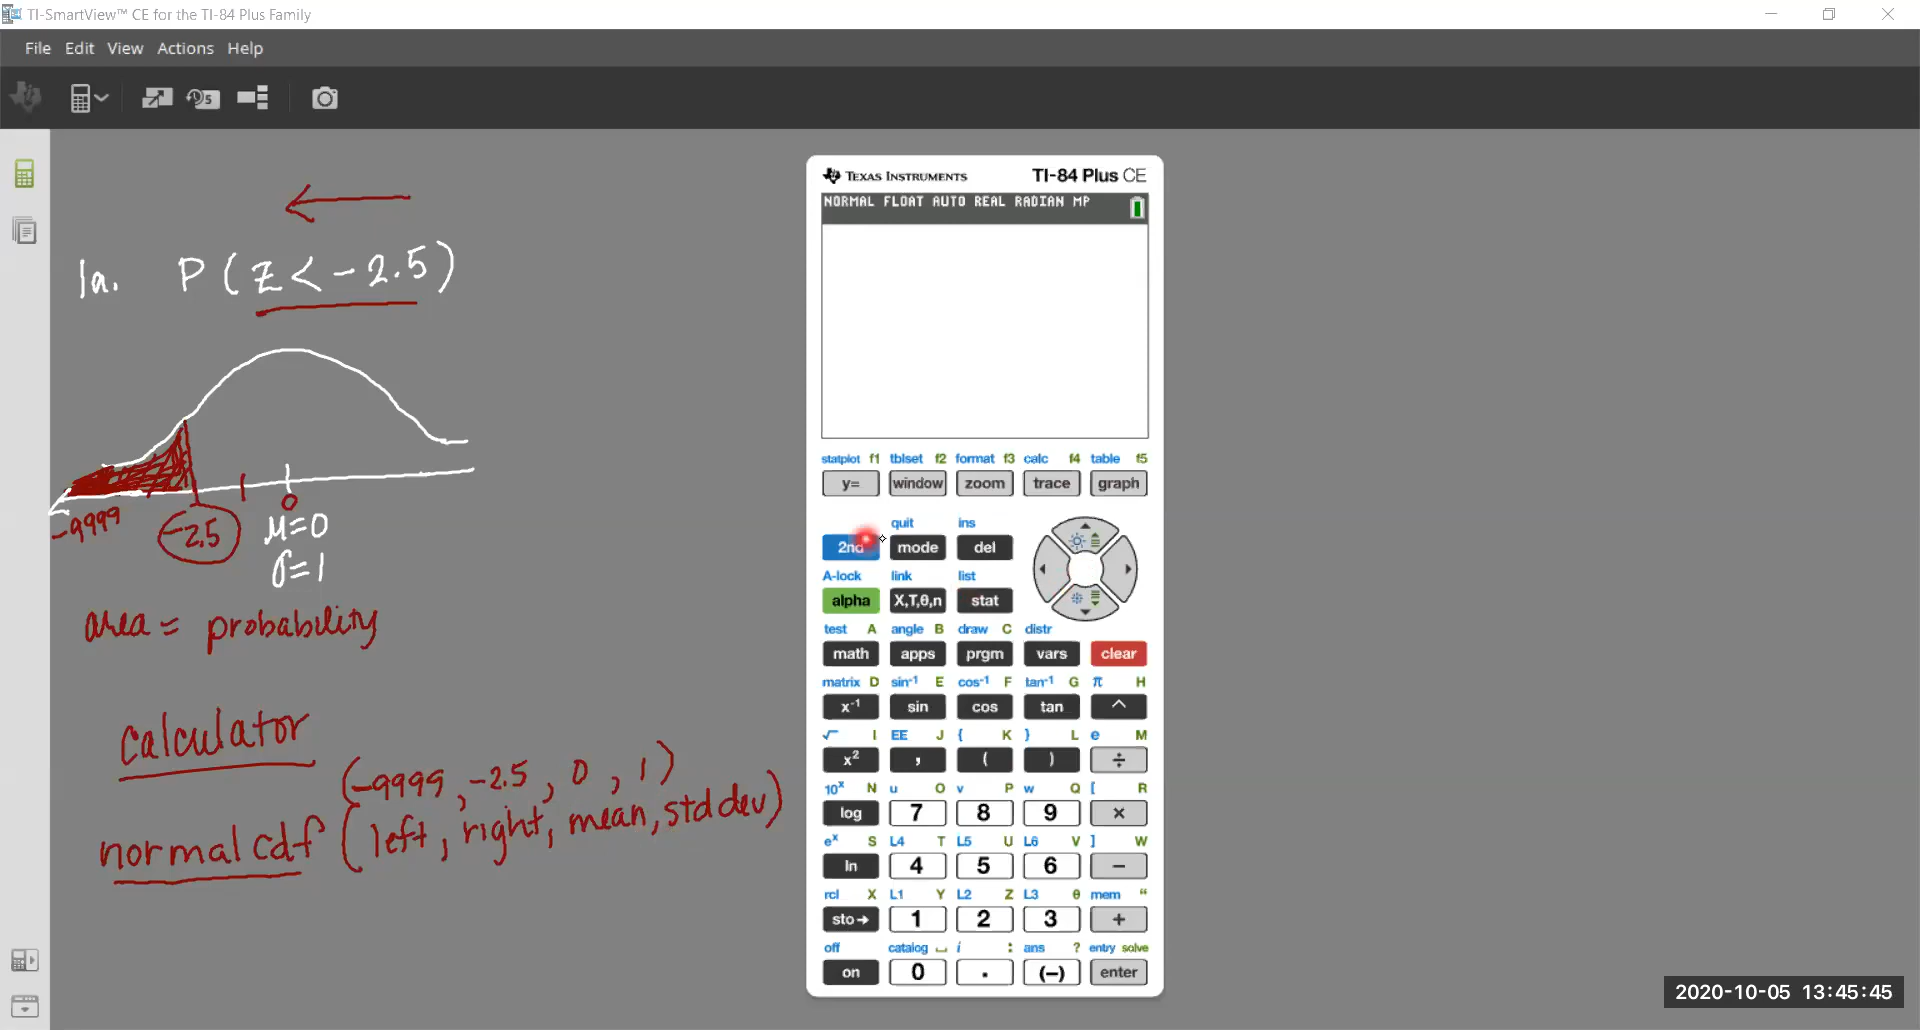 TI-SmartView™ CE for the TI-84 Plus Family
File Edit View Actions Help
1a. P(z < -2.5)
-9999 -2.5 0
μ=0
σ=1
area = probability
calculator
(-9999, -2.5, 0, 1)
normalcdf (left, right, mean, std dev)
TEXAS INSTRUMENTS TI-84 Plus CE
NORMAL FLOAT AUTO REAL RADIAN MP
statplot f1 tblset f2 format f3 calc f4 table f5
y= window zoom trace graph
quit ins
2nd mode del
A-lock link list
alpha X,T,θ,n stat
test A angle B draw C distr
math apps prgm vars clear
matrix D sin-1 E cos-1 F tan-1 G π H
x-1 sin cos tan ^
√ I EE J { K } L e M
x2 , ( ) ÷
10x N u O v P w Q [ R
log 7 8 9 ×
ex S L4 T L5 U L6 V ] W
ln 4 5 6 −
rcl X L1 Y L2 Z L3 θ mem "
sto→ 1 2 3 +
off catalog ⎵ i : ans ? entry solve
on 0 . (−) enter
2020-10-05 13:45:45